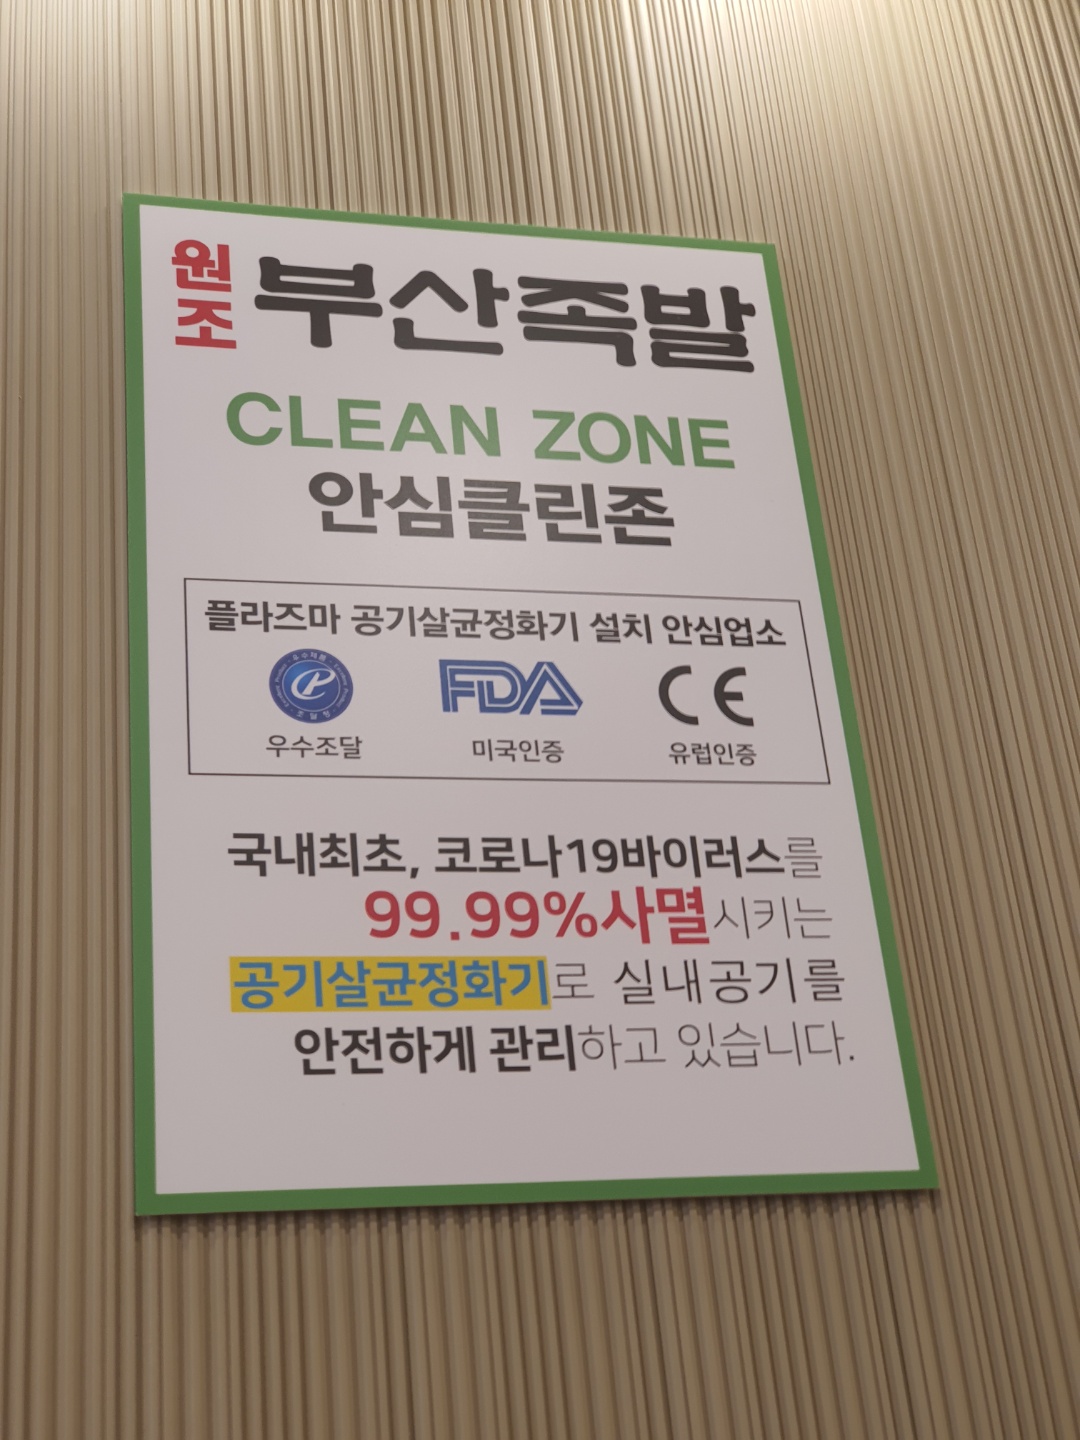 원조 부산족발
CLEAN ZONE
안심클린존
플라즈마 공기살균정화기 설치 안심업소
FDA CE
우수조달 미국인증 유럽인증
국내최초, 코로나19바이러스를
99.99%사멸시키는
공기살균정화기로 실내공기를
안전하게 관리하고 있습니다.